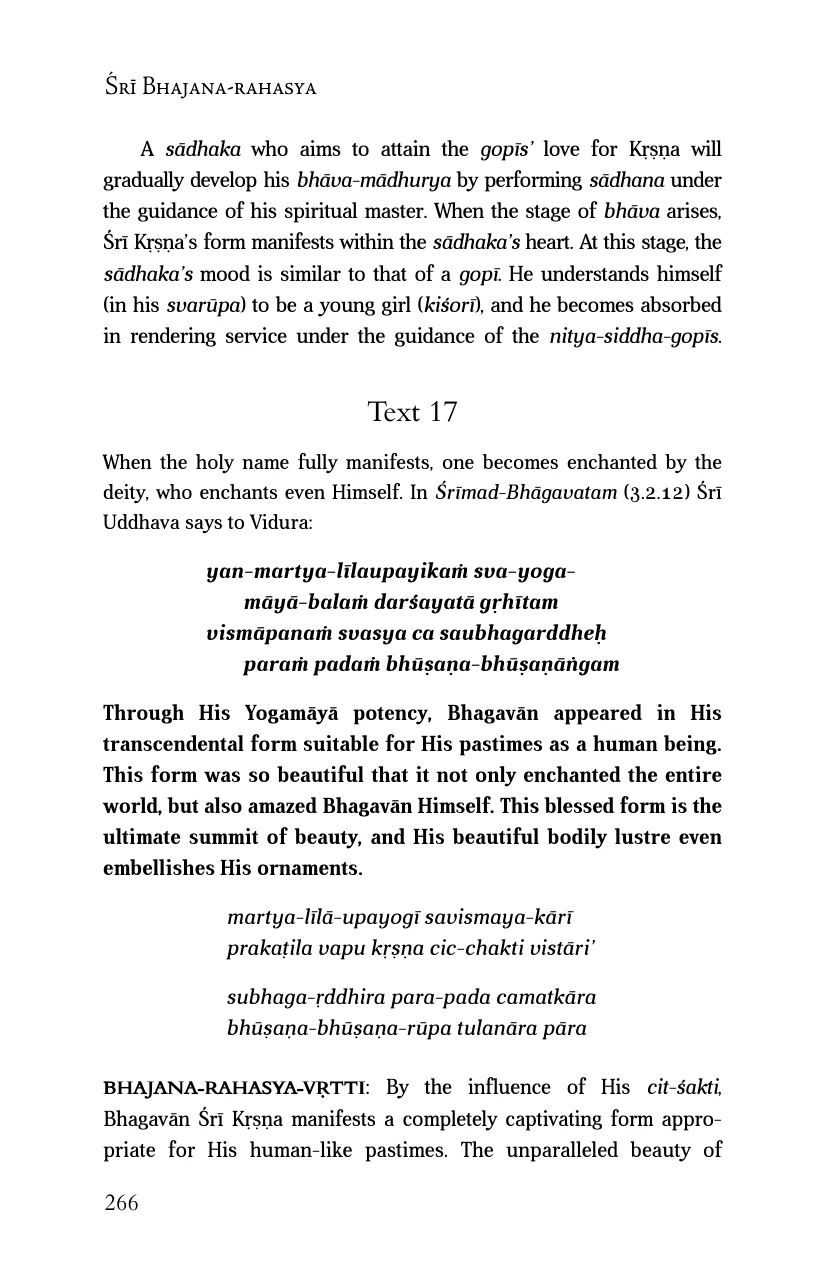 Śrī Bhajana-rahasya
A sādhaka who aims to attain the gopīs’ love for Kṛṣṇa will
gradually develop his bhāva-mādhurya by performing sādhana under
the guidance of his spiritual master. When the stage of bhāva arises,
Śrī Kṛṣṇa’s form manifests within the sādhaka’s heart. At this stage, the
sādhaka’s mood is similar to that of a gopī. He understands himself
(in his svarūpa) to be a young girl (kiśorī), and he becomes absorbed
in rendering service under the guidance of the nitya-siddha-gopīs.
Text 17
When the holy name fully manifests, one becomes enchanted by the
deity, who enchants even Himself. In Śrīmad-Bhāgavatam (3.2.12) Śrī
Uddhava says to Vidura:
yan-martya-līlaupayikaṁ sva-yoga-
māyā-balaṁ darśayatā gṛhītam
vismāpanaṁ svasya ca saubhagarddheḥ
paraṁ padaṁ bhūṣaṇa-bhūṣaṇāṅgam
Through His Yogamāyā potency, Bhagavān appeared in His
transcendental form suitable for His pastimes as a human being.
This form was so beautiful that it not only enchanted the entire
world, but also amazed Bhagavān Himself. This blessed form is the
ultimate summit of beauty, and His beautiful bodily lustre even
embellishes His ornaments.
martya-līlā-upayogī savismaya-kārī
prakaṭila vapu kṛṣṇa cic-chakti vistāri’
subhaga-ṛddhira para-pada camatkāra
bhūṣaṇa-bhūṣaṇa-rūpa tulanāra pāra
BHAJANA-RAHASYA-VṚTTI: By the influence of His cit-śakti,
Bhagavān Śrī Kṛṣṇa manifests a completely captivating form appro-
priate for His human-like pastimes. The unparalleled beauty of
266